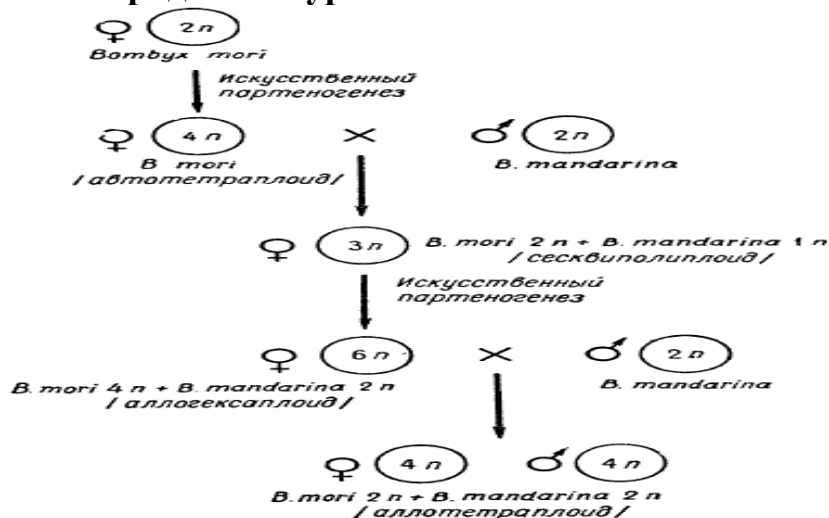 ♀ 2n
Bombyx mori
Искусственный
партеногенез
♀ 4n × ♂ 2n
B mori
/автотетраплоид/
B. mandarina
♀ 3n B. mori 2n + B. mandarina 1n
/сесквиполиплоид/
Искусственный
партеногенез
♀ 6n × ♂ 2n
B. mori 4n + B. mandarina 2n
/аллогексаплоид/
B. mandarina
♀ 4n ♂ 4n
B. mori 2n + B. mandarina 2n
/аллотетраплоид/